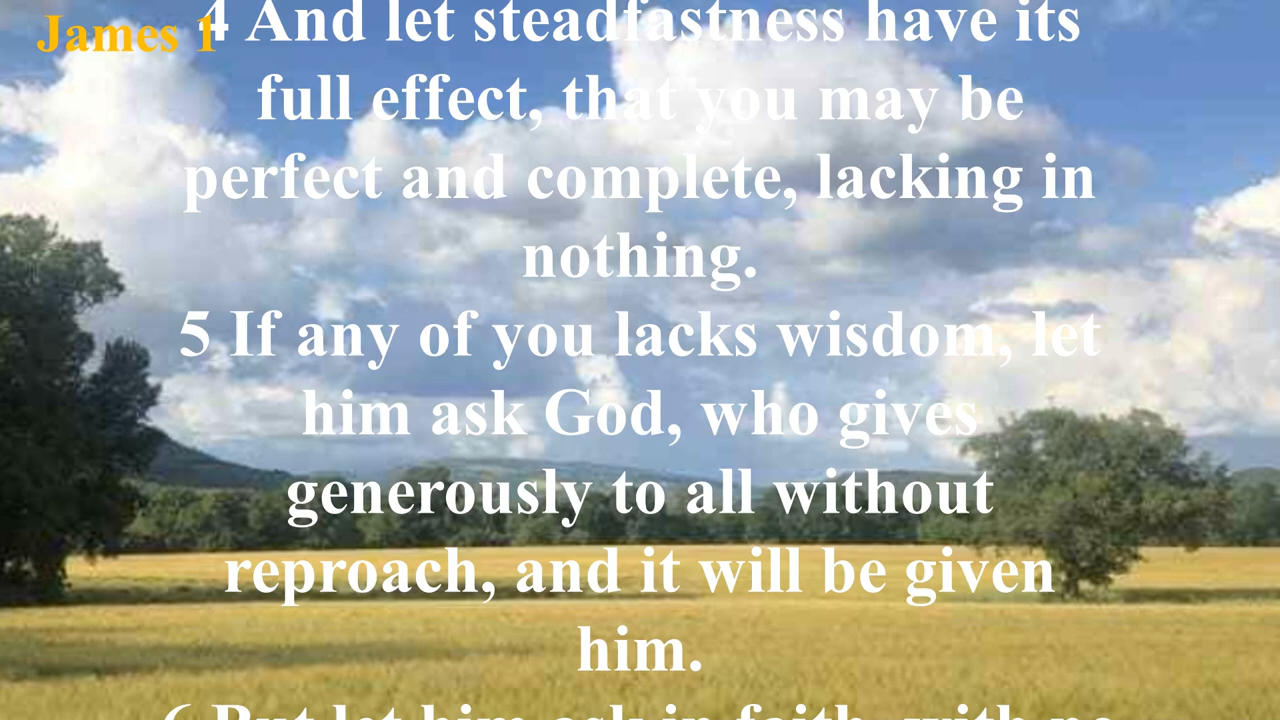 James 1
4 And let steadfastness have its
full effect, that you may be
perfect and complete, lacking in
nothing.
5 If any of you lacks wisdom, let
him ask God, who gives
generously to all without
reproach, and it will be given
him.
6 But let him ask in faith, with no